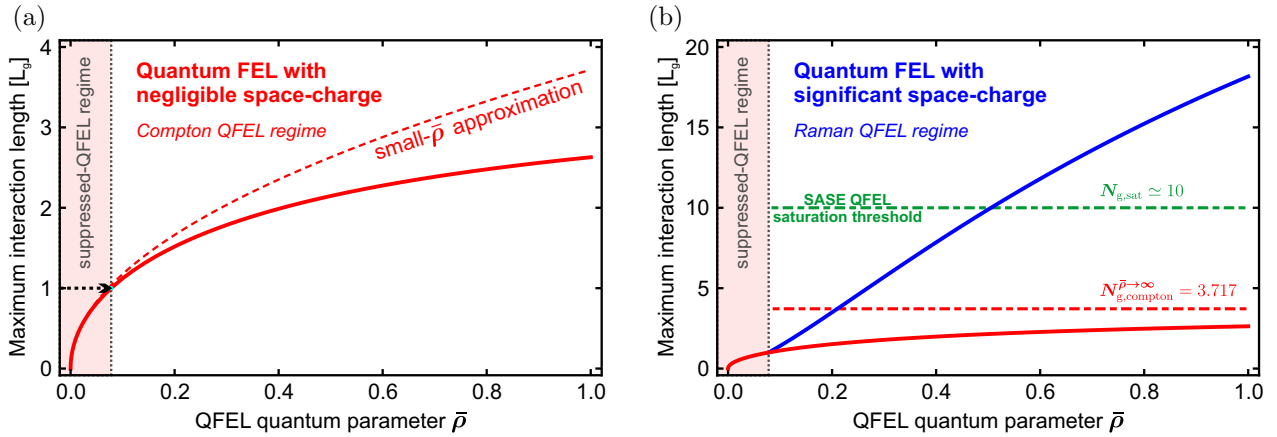 (a)
Maximum interaction length [L_g]
4
3
2
1
0
suppressed-QFEL regime
Quantum FEL with
negligible space-charge
Compton QFEL regime
small-ρ̄ approximation
0.0 0.2 0.4 0.6 0.8 1.0
QFEL quantum parameter ρ̄
(b)
Maximum interaction length [L_g]
20
15
10
5
0
suppressed-QFEL regime
Quantum FEL with
significant space-charge
Raman QFEL regime
SASE QFEL
saturation threshold
N_{g,sat} ≃ 10
N_{g,compton}^{ρ̄→∞} = 3.717
0.0 0.2 0.4 0.6 0.8 1.0
QFEL quantum parameter ρ̄